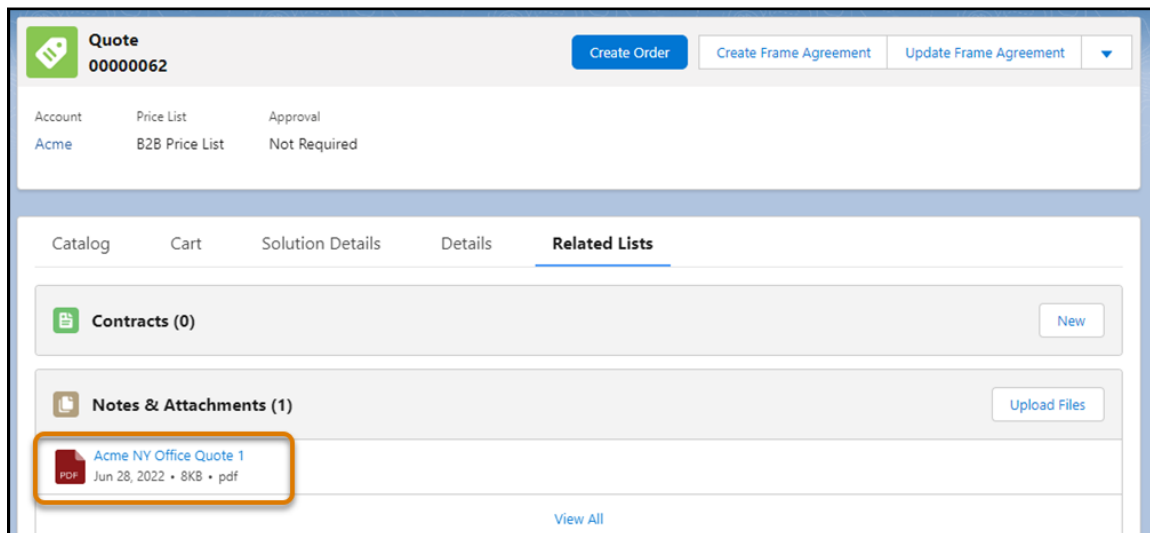 Quote
00000062
Create Order
Create Frame Agreement
Update Frame Agreement
Account
Price List
Approval
Acme
B2B Price List
Not Required
Catalog
Cart
Solution Details
Details
Related Lists
Contracts (0)
New
Notes & Attachments (1)
Upload Files
PDF
Acme NY Office Quote 1
Jun 28, 2022 • 8KB • pdf
View All